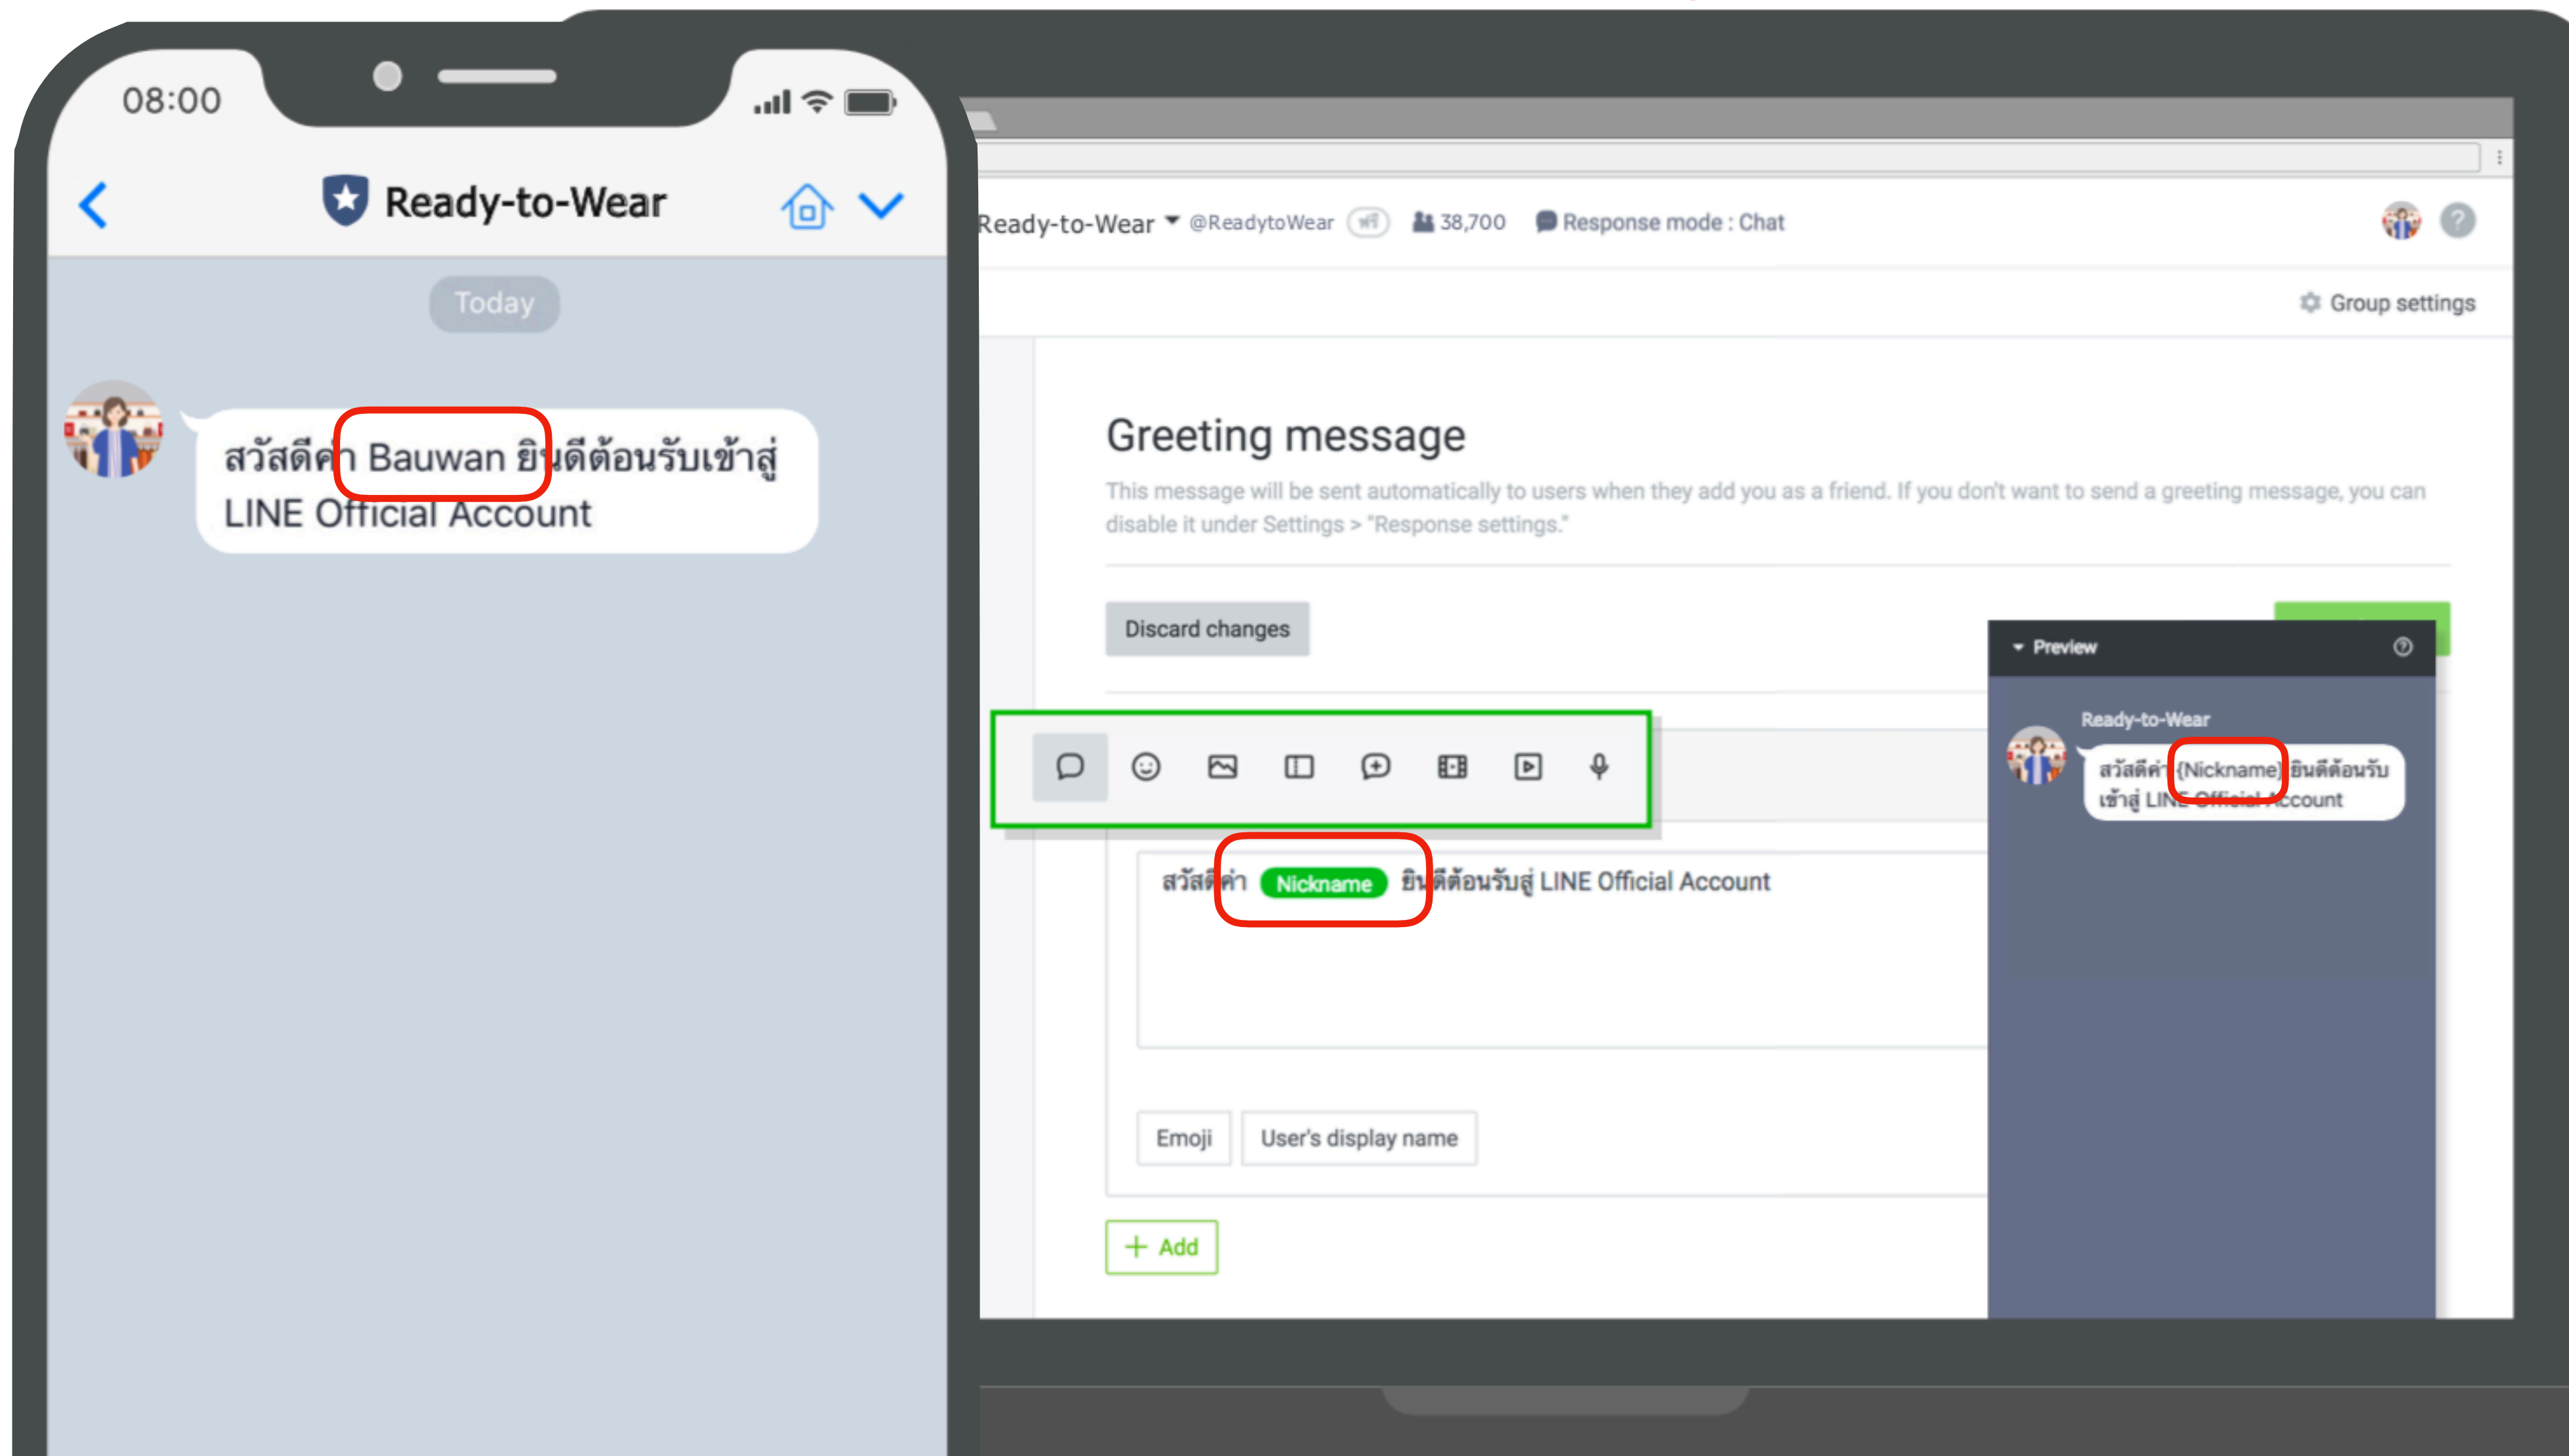 08:00
Ready-to-Wear
Today
สวัสดีค่า Bauwan ยินดีต้อนรับเข้าสู่
LINE Official Account
Ready-to-Wear @ReadytoWear ฟรี 38,700 Response mode : Chat
Group settings
Greeting message
This message will be sent automatically to users when they add you as a friend. If you don't want to send a greeting message, you can
disable it under Settings > "Response settings."
Discard changes
Preview
Ready-to-Wear
สวัสดีค่า {Nickname} ยินดีต้อนรับ
เข้าสู่ LINE Official Account
สวัสดีค่า Nickname ยินดีต้อนรับสู่ LINE Official Account
Emoji User's display name
+ Add